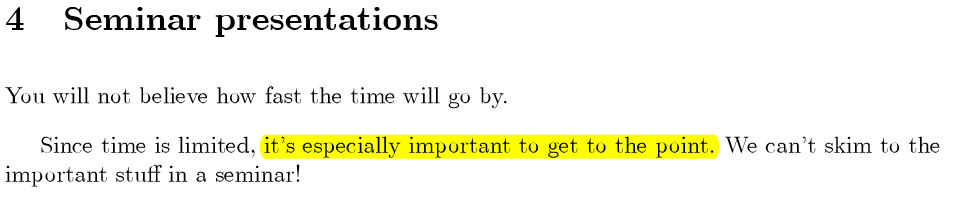 4 Seminar presentations
You will not believe how fast the time will go by.
Since time is limited, it's especially important to get to the point. We can't skim to the
important stuff in a seminar!